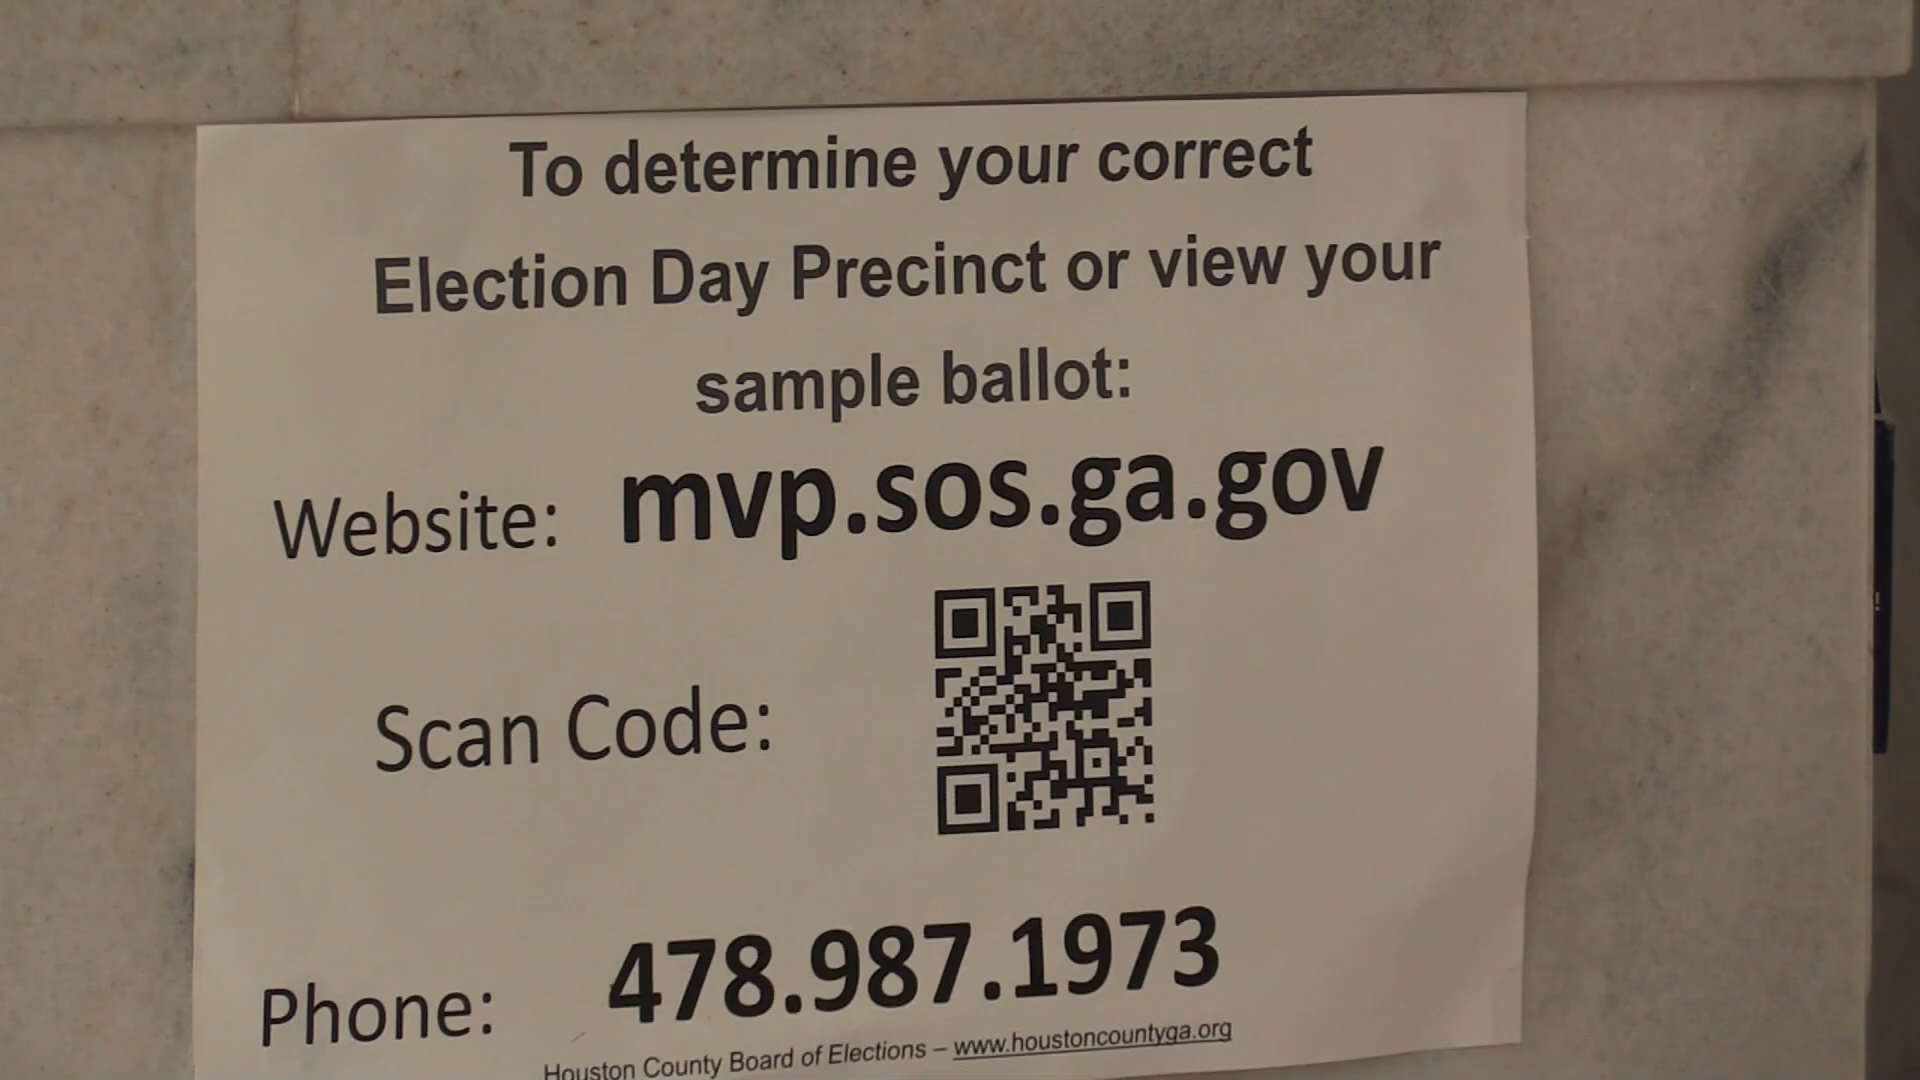 To determine your correct
Election Day Precinct or view your
sample ballot:
Website: mvp.sos.ga.gov
Scan Code:
Phone: 478.987.1973
Houston County Board of Elections – www.houstoncountyga.org